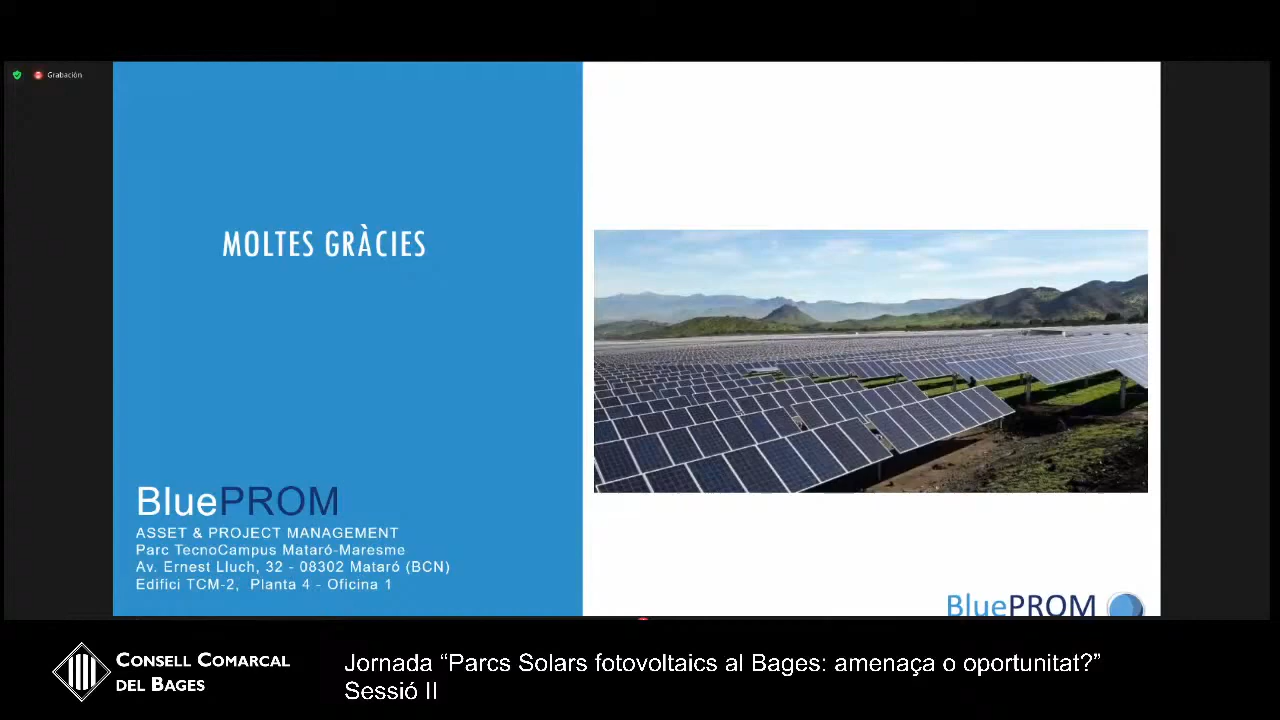 Grabación
MOLTES GRÀCIES
BluePROM
ASSET & PROJECT MANAGEMENT
Parc TecnoCampus Mataró-Maresme
Av. Ernest Lluch, 32 - 08302 Mataró (BCN)
Edifici TCM-2, Planta 4 - Oficina 1
BluePROM
CONSELL COMARCAL
DEL BAGES
Jornada “Parcs Solars fotovoltaics al Bages: amenaça o oportunitat?”
Sessió II